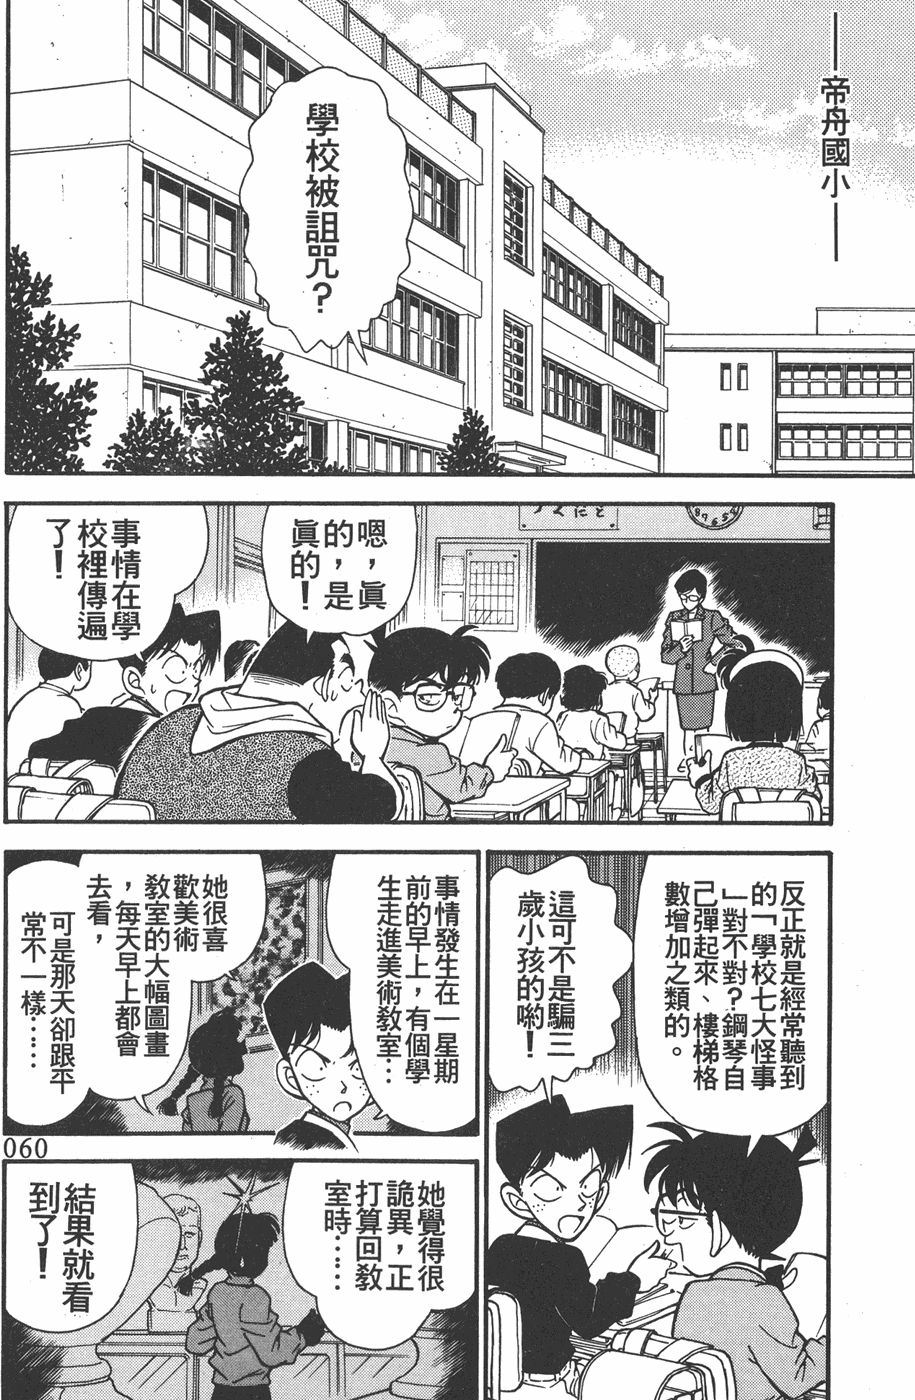 ——帝舟國小——
學校被詛咒？
嗯，真
的，是
真的！
事情在學
校裡傳遍
了！
反正就是經常聽到
的「學校七大怪事
」對不對？鋼琴自
己彈起來、樓梯格
數增加之類的。
這可不是騙三
歲小孩的喲！
事情發生在一星期
前的早上，有個學
生走進美術教室…
她很喜
歡美術
教室的大幅圖畫
，每天早上都會
去看，
可是那天卻跟平
常不一樣……
她覺得很
詭異，正
打算回教
室時……
結果就看
到了！
060